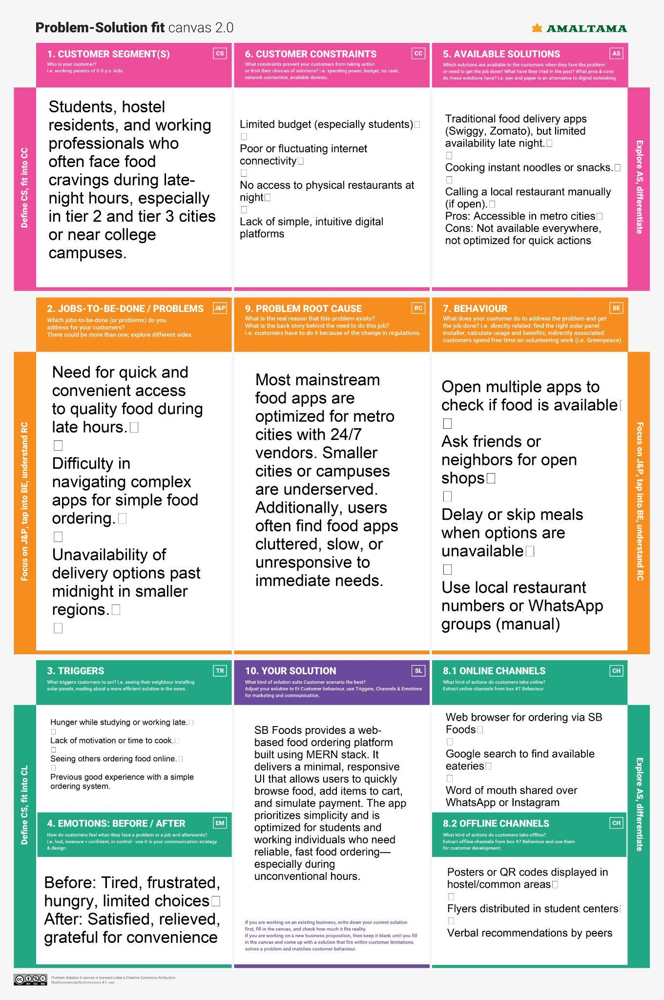 Problem-Solution fit canvas 2.0
AMALTAMA
1. CUSTOMER SEGMENT(S)
CS
Who is your customer?
i.e. working parents of 0-5 y.o. kids
Define CS, fit into CC
Students, hostel
residents, and working
professionals who
often face food
cravings during late-
night hours, especially
in tier 2 and tier 3 cities
or near college
campuses.
6. CUSTOMER CONSTRAINTS
CC
What constraints prevent your customers from taking action
or limit their choices of solutions? i.e. spending power, budget, no cash,
network connection, available devices.
Limited budget (especially students)
Poor or fluctuating internet
connectivity
No access to physical restaurants at
night
Lack of simple, intuitive digital
platforms
5. AVAILABLE SOLUTIONS
AS
Which solutions are available to the customers when they face the problem
or need to get the job done? What have they tried in the past? What pros & cons
do these solutions have? i.e. pen and paper is an alternative to digital notetaking
Traditional food delivery apps
(Swiggy, Zomato), but limited
availability late night.
Cooking instant noodles or snacks.
Calling a local restaurant manually
(if open).
Pros: Accessible in metro cities
Cons: Not available everywhere,
not optimized for quick actions
Explore AS, differentiate
2. JOBS-TO-BE-DONE / PROBLEMS
J&P
Which jobs-to-be-done (or problems) do you
address for your customers?
There could be more than one; explore different sides.
Focus on J&P, tap into BE, understand RC
Need for quick and
convenient access
to quality food during
late hours.
Difficulty in
navigating complex
apps for simple food
ordering.
Unavailability of
delivery options past
midnight in smaller
regions.
9. PROBLEM ROOT CAUSE
RC
What is the real reason that this problem exists?
What is the back story behind the need to do this job?
i.e. customers have to do it because of the change in regulations.
Most mainstream
food apps are
optimized for metro
cities with 24/7
vendors. Smaller
cities or campuses
are underserved.
Additionally, users
often find food apps
cluttered, slow, or
unresponsive to
immediate needs.
7. BEHAVIOUR
BE
What does your customer do to address the problem and get
the job done? i.e. directly related: find the right solar panel
installer, calculate usage and benefits; indirectly associated:
customers spend free time on volunteering work (i.e. Greenpeace)
Open multiple apps to
check if food is available
Ask friends or
neighbors for open
shops
Delay or skip meals
when options are
unavailable
Use local restaurant
numbers or WhatsApp
groups (manual)
Focus on J&P, tap into BE, understand RC
3. TRIGGERS
TR
What triggers customers to act? i.e. seeing their neighbour installing
solar panels, reading about a more efficient solution in the news.
Define CS, fit into CL
Hunger while studying or working late.
Lack of motivation or time to cook.
Seeing others ordering food online.
Previous good experience with a simple
ordering system.
4. EMOTIONS: BEFORE / AFTER
EM
How do customers feel when they face a problem or a job and afterwards?
i.e. lost, insecure > confident, in control - use it in your communication strategy
& design.
Before: Tired, frustrated,
hungry, limited choices
After: Satisfied, relieved,
grateful for convenience
10. YOUR SOLUTION
SL
What kind of solution suits Customer scenario the best?
Adjust your solution to fit Customer behaviour, use Triggers, Channels & Emotions
for marketing and communication.
SB Foods provides a web-
based food ordering platform
built using MERN stack. It
delivers a minimal, responsive
UI that allows users to quickly
browse food, add items to cart,
and simulate payment. The app
prioritizes simplicity and is
optimized for students and
working individuals who need
reliable, fast food ordering—
especially during
unconventional hours.
If you are working on an existing business, write down your current solution
first, fill in the canvas, and check how much it fits reality.
If you are working on a new business proposition, then keep it blank until you fill
in the canvas and come up with a solution that fits within customer limitations,
solves a problem and matches customer behaviour.
8.1 ONLINE CHANNELS
CH
What kind of actions do customers take online?
Extract online channels from box #7 Behaviour
Web browser for ordering via SB
Foods
Google search to find available
eateries
Word of mouth shared over
WhatsApp or Instagram
8.2 OFFLINE CHANNELS
CH
What kind of actions do customers take offline?
Extract offline channels from box #7 Behaviour and use them
for customer development.
Posters or QR codes displayed in
hostel/common areas
Flyers distributed in student centers
Verbal recommendations by peers
Explore AS, differentiate
cc BY NC ND
Problem-Solution it canvas is licensed under a Creative Commons Attribution-
NonCommercial-NoDerivatives 4.0 nse.